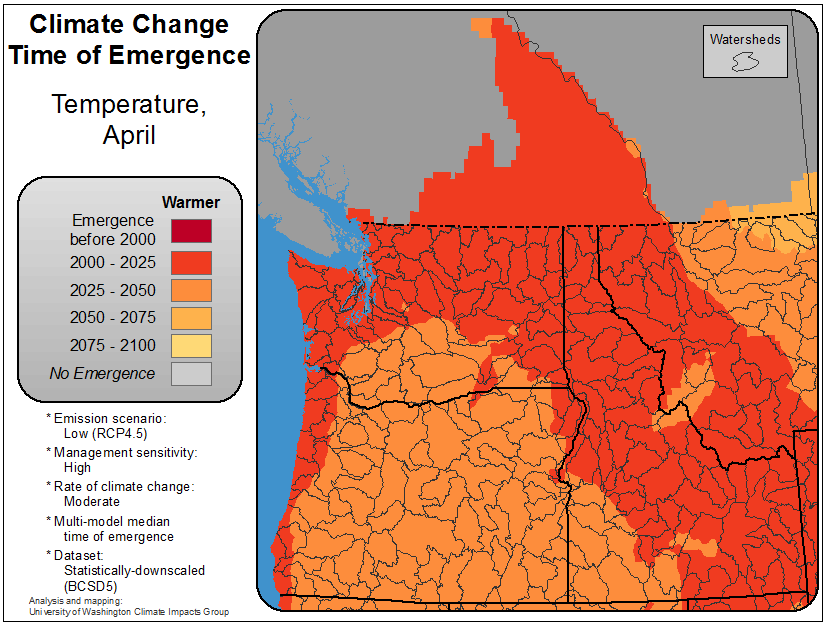 Climate Change
Time of Emergence
Temperature,
April
Warmer
Emergence
before 2000
2000 - 2025
2025 - 2050
2050 - 2075
2075 - 2100
No Emergence
* Emission scenario:
Low (RCP4.5)
* Management sensitivity:
High
* Rate of climate change:
Moderate
* Multi-model median
time of emergence
* Dataset:
Statistically-downscaled
(BCSD5)
Analysis and mapping:
University of Washington Climate Impacts Group
Watersheds